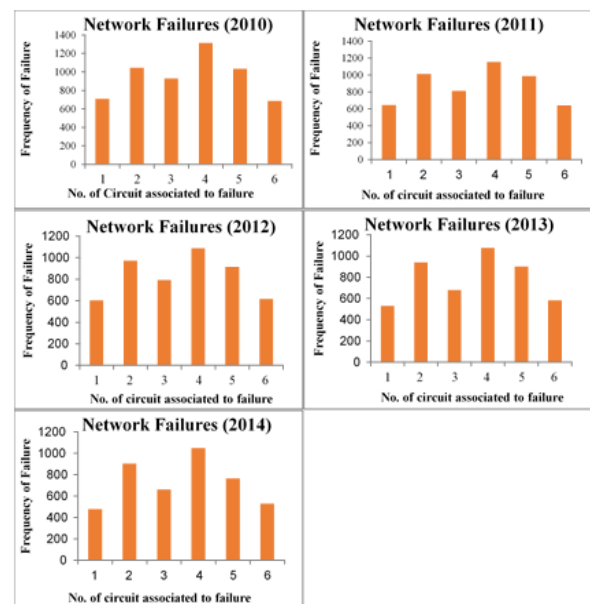 Network Failures (2010)
Frequency of Failure
1400
1200
1000
800
600
400
200
0
1 2 3 4 5 6
No. of Circuit associated to failure
Network Failures (2011)
Frequency of Failure
1400
1200
1000
800
600
400
200
0
1 2 3 4 5 6
No. of circuit associated to failure
Network Failures (2012)
Frequency of Failure
1200
1000
800
600
400
200
0
1 2 3 4 5 6
No. of circuit associated to failure
Network Failures (2013)
Frequency of Failure
1200
1000
800
600
400
200
0
1 2 3 4 5 6
No. of circuit associated to failure
Network Failures (2014)
Frequency of Failure
1200
1000
800
600
400
200
0
1 2 3 4 5 6
No. of circuit associated to failure